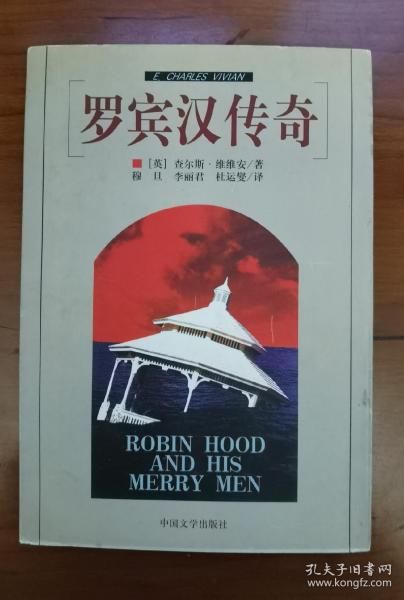 E. CHARLES VIVIAN
罗宾汉传奇
[英] 查尔斯·维维安/著
穆旦 李丽君 杜运燮/译
ROBIN HOOD
AND HIS
MERRY MEN
中国文学出版社
孔夫子旧书网
www.kongfz.com